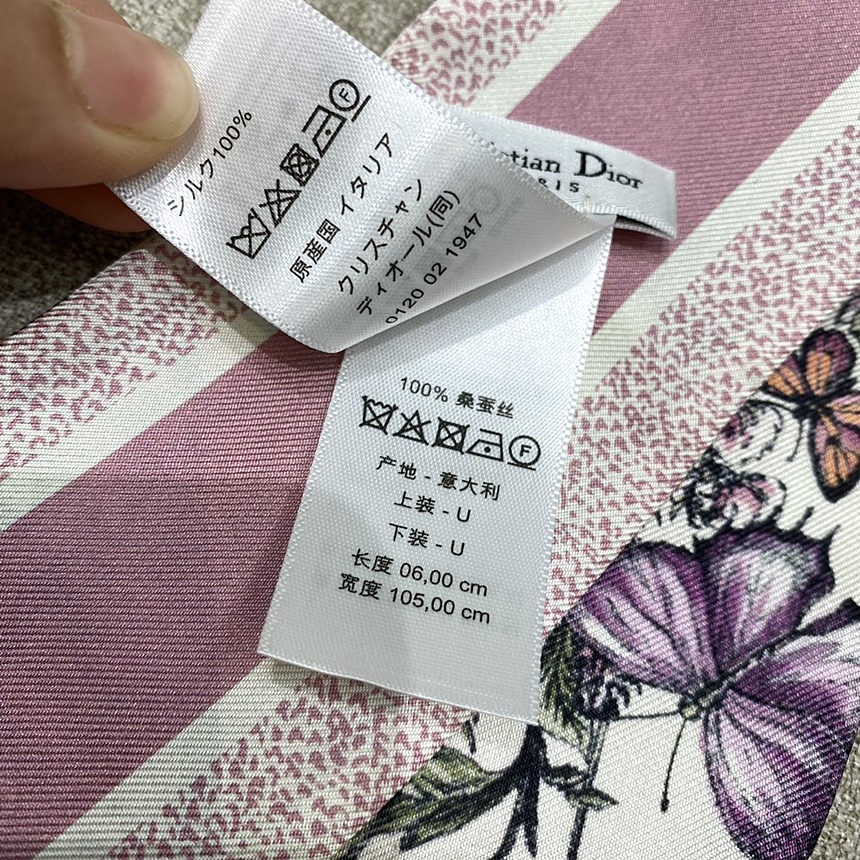 シルク100%
F
原産国 イタリア
クリスチャン
ディオール(同)
0120 02 1947
Dior
100% 桑蚕丝
F
产地 - 意大利
上装 - U
下装 - U
长度 06,00 cm
宽度 105,00 cm